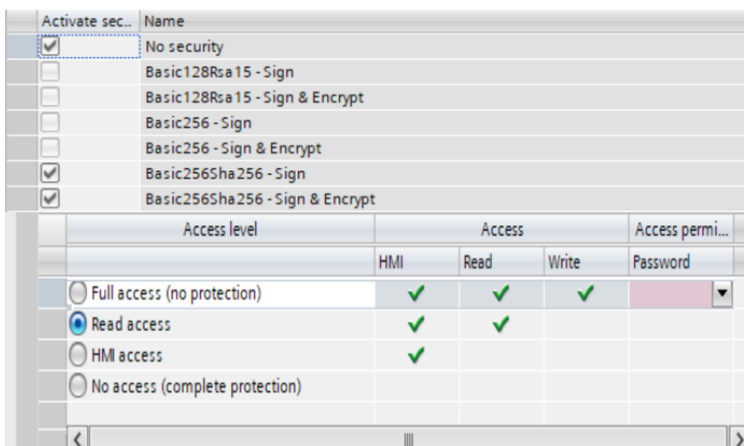 Activate sec... Name
No security
Basic128Rsa15 - Sign
Basic128Rsa15 - Sign & Encrypt
Basic256 - Sign
Basic256 - Sign & Encrypt
Basic256Sha256 - Sign
Basic256Sha256 - Sign & Encrypt
Access level Access Access permi...
HMI Read Write Password
Full access (no protection)
Read access
HMI access
No access (complete protection)